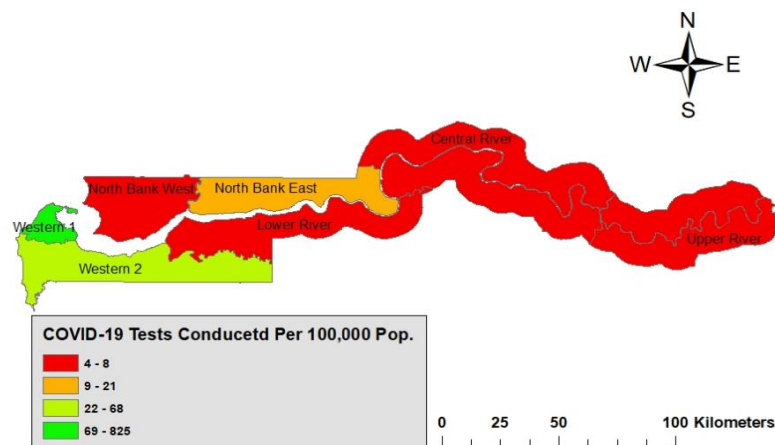 N
W E
S
Central River
North Bank West
North Bank East
Western 1
Lower River
Upper River
Western 2
COVID-19 Tests Conducetd Per 100,000 Pop.
4 - 8
9 - 21
22 - 68
69 - 825
0 25 50 100 Kilometers